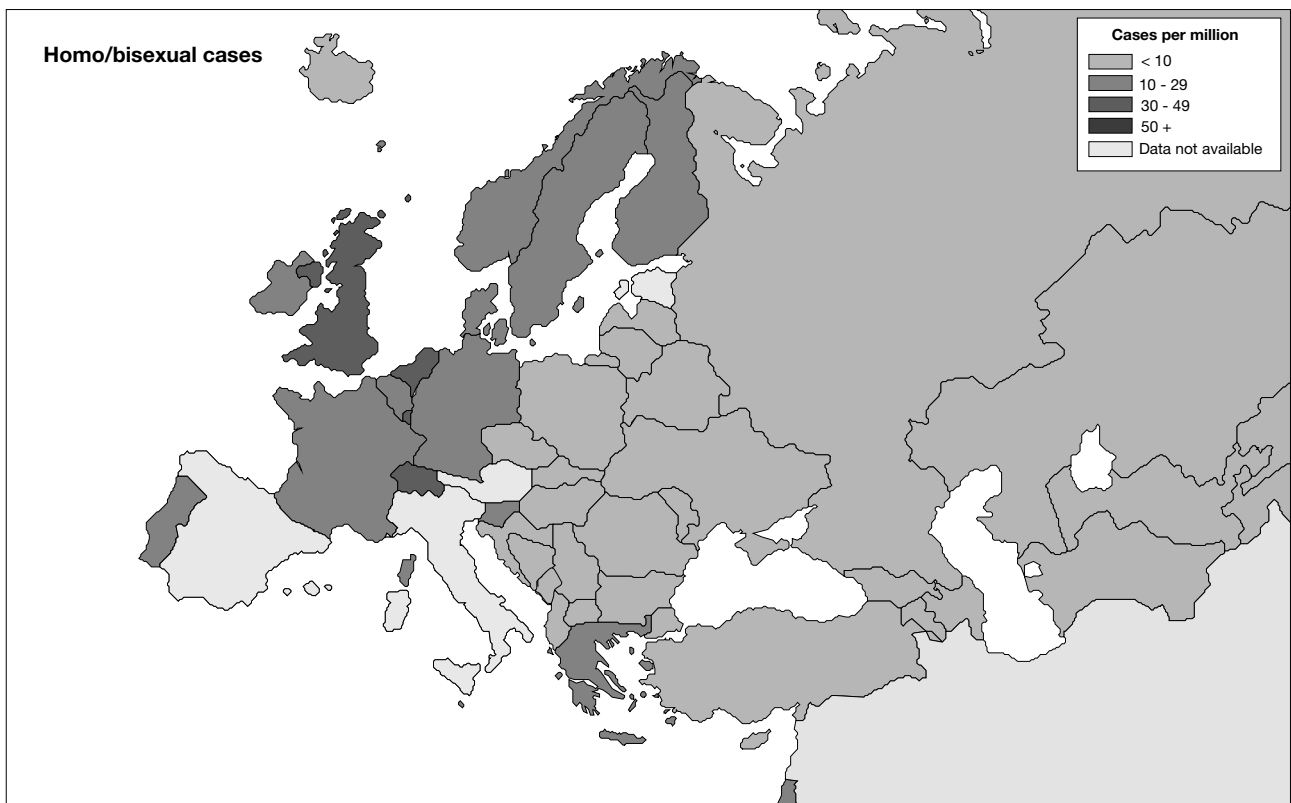 Homo/bisexual cases
Cases per million
< 10
10 - 29
30 - 49
50 +
Data not available